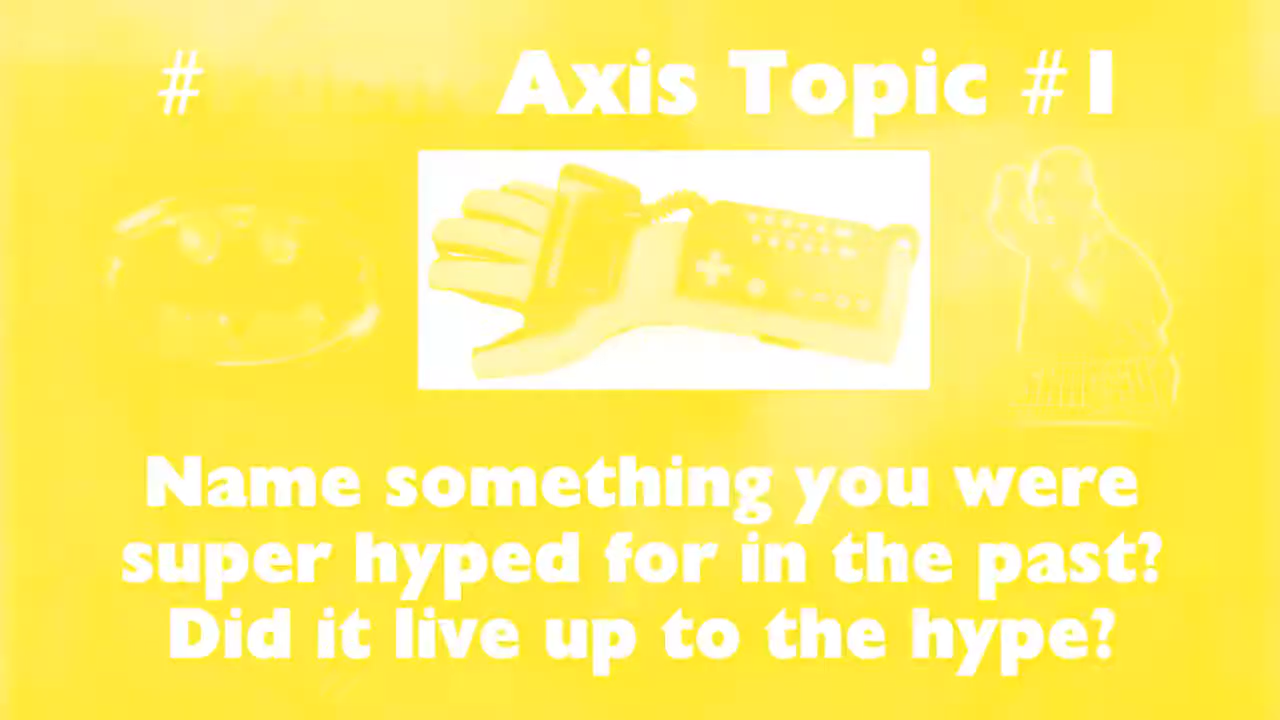 # Axis Topic #1
Name something you were
super hyped for in the past?
Did it live up to the hype?